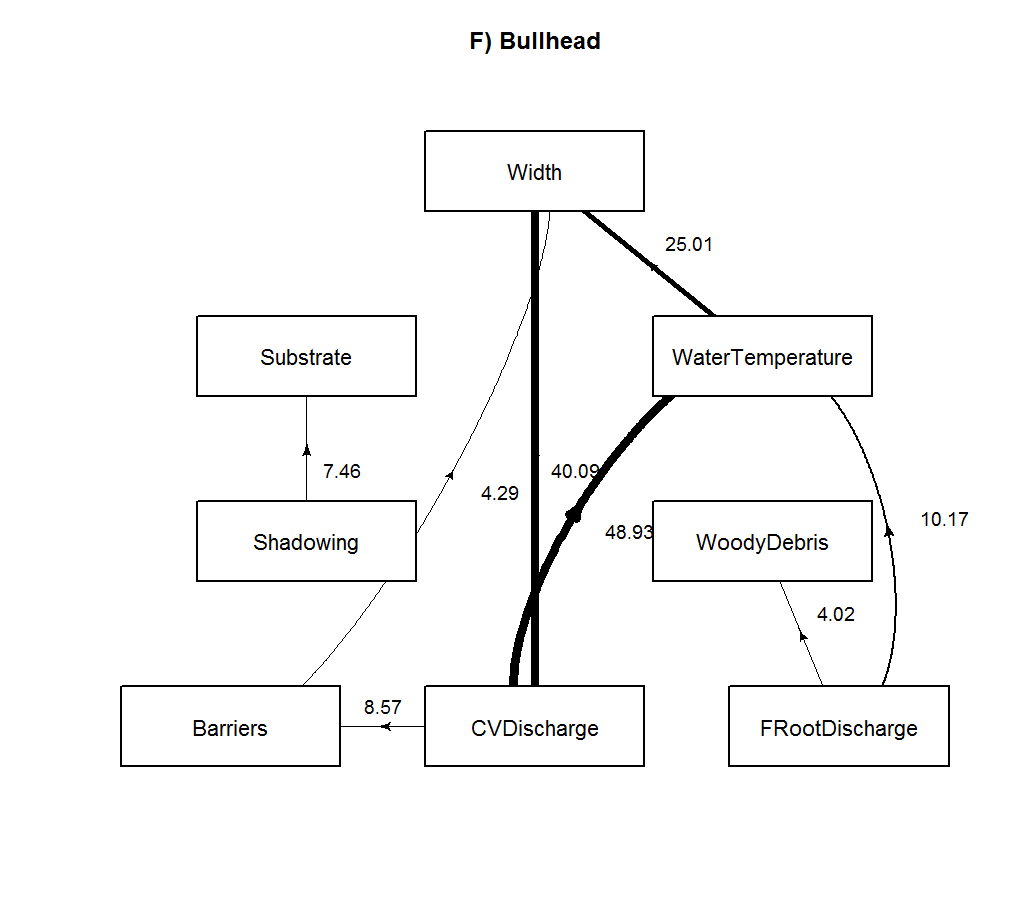 F) Bullhead
Width
25.01
Substrate
WaterTemperature
7.46
40.09
4.29
10.17
48.93
Shadowing
WoodyDebris
4.02
8.57
Barriers
CVDischarge
FRootDischarge